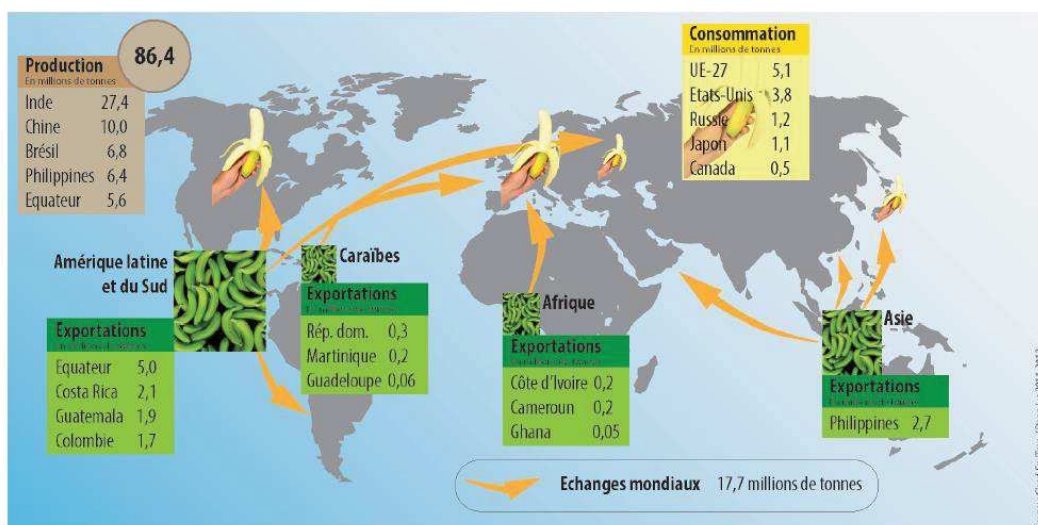 86,4
Production
En millions de tonnes
Inde 27,4
Chine 10,0
Brésil 6,8
Philippines 6,4
Equateur 5,6
Consommation
En millions de tonnes
UE-27 5,1
Etats-Unis 3,8
Russie 1,2
Japon 1,1
Canada 0,5
Amérique latine
et du Sud
Exportations
Equateur 5,0
Costa Rica 2,1
Guatemala 1,9
Colombie 1,7
Caraïbes
Exportations
Rép. dom. 0,3
Martinique 0,2
Guadeloupe 0,06
Afrique
Exportations
Côte d'Ivoire 0,2
Cameroun 0,2
Ghana 0,05
Asie
Exportations
Philippines 2,7
Echanges mondiaux 17,7 millions de tonnes